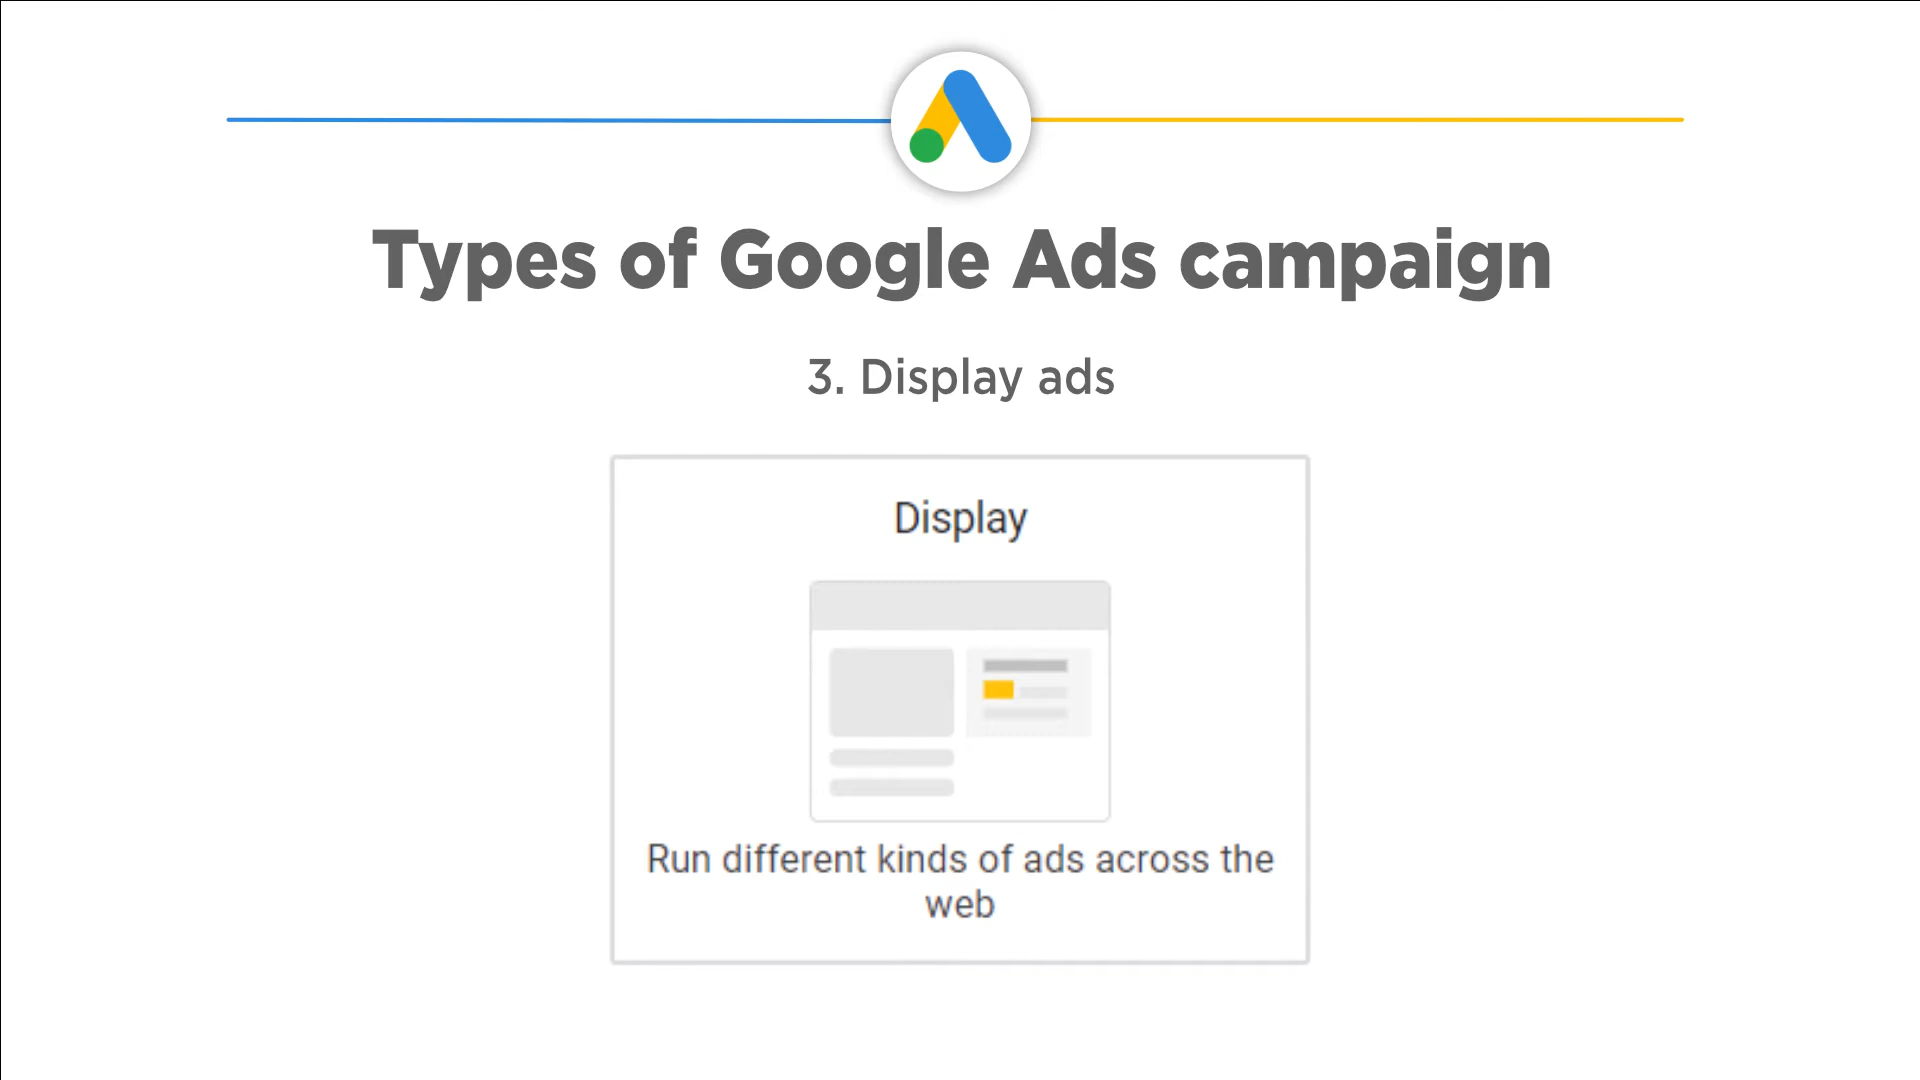 Types of Google Ads campaign
3. Display ads
Display
Run different kinds of ads across the
web